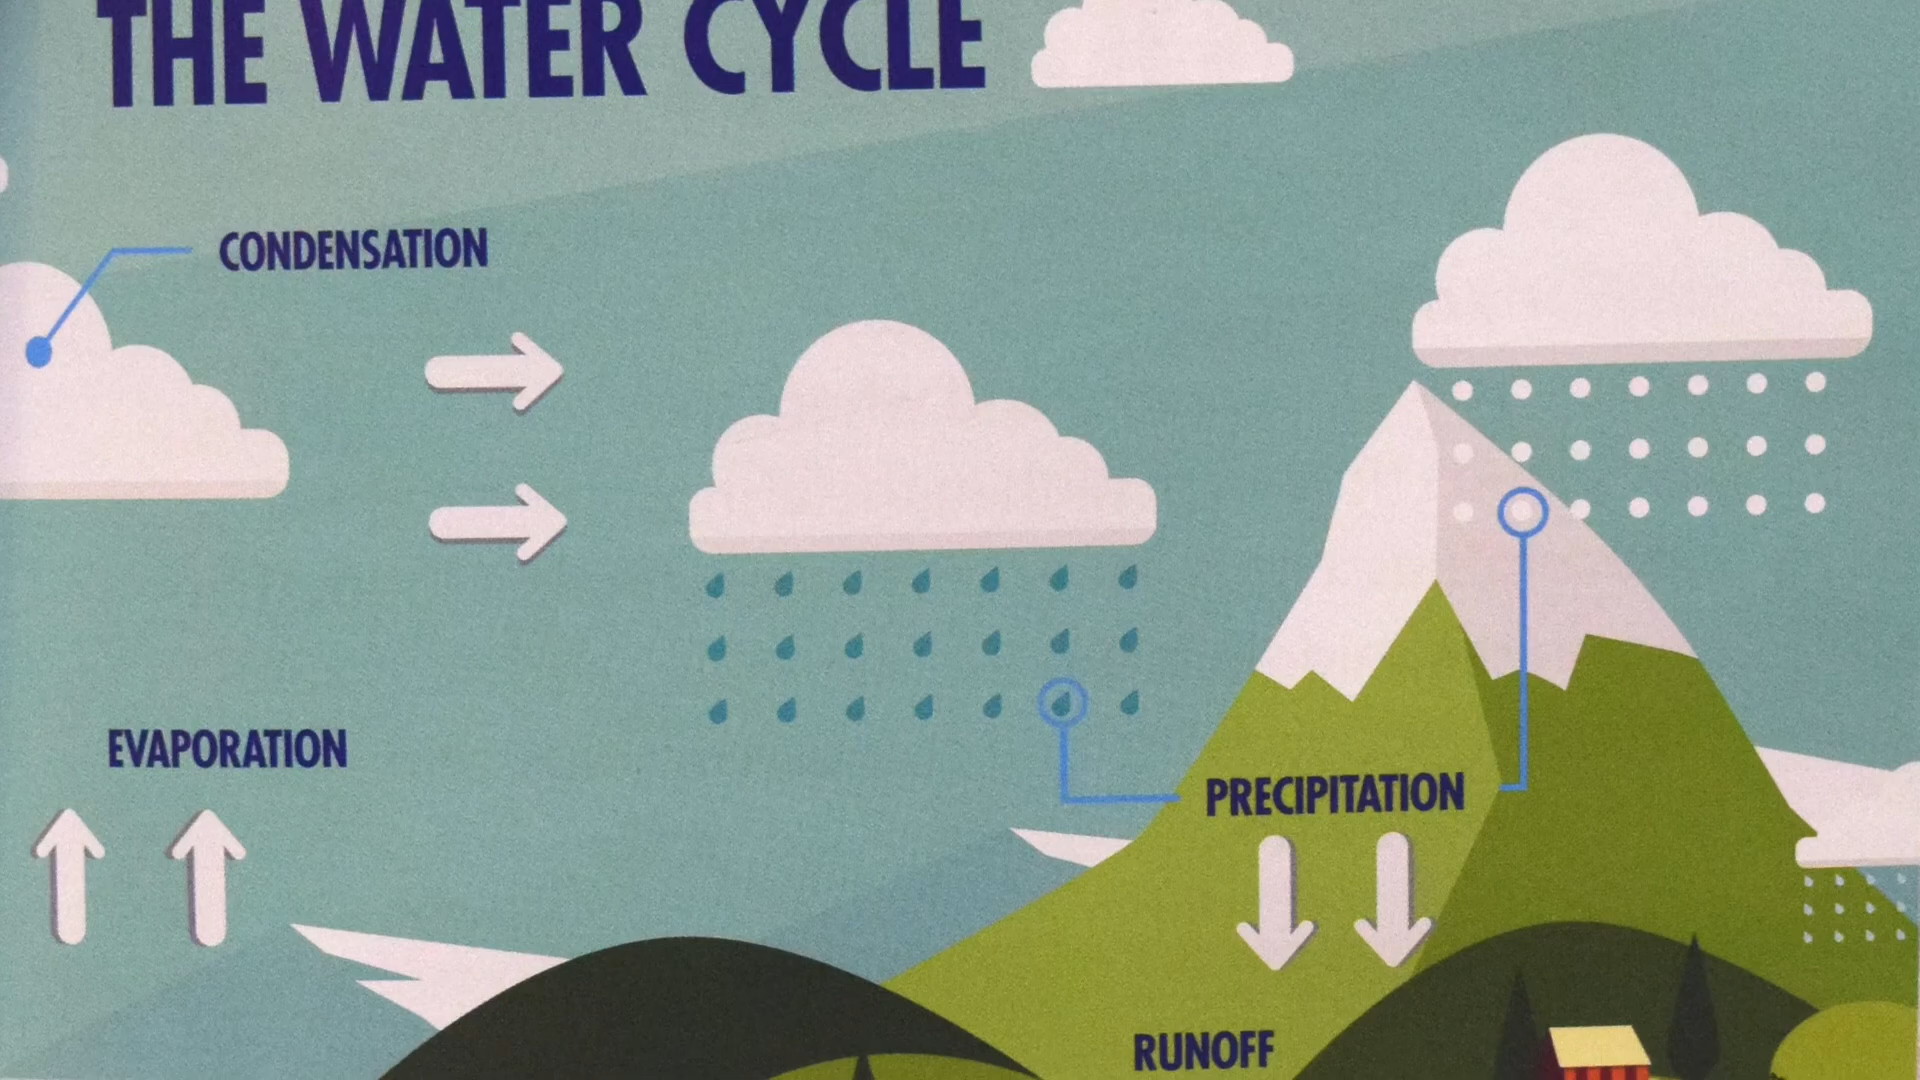 THE WATER CYCLE
CONDENSATION
EVAPORATION
PRECIPITATION
RUNOFF